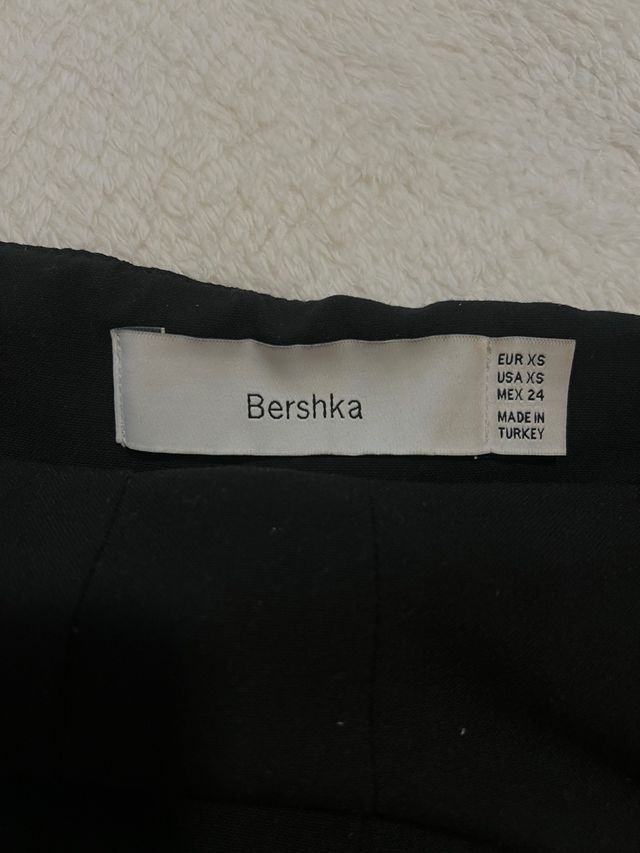 Bershka
EUR XS
USA XS
MEX 24
MADE IN
TURKEY